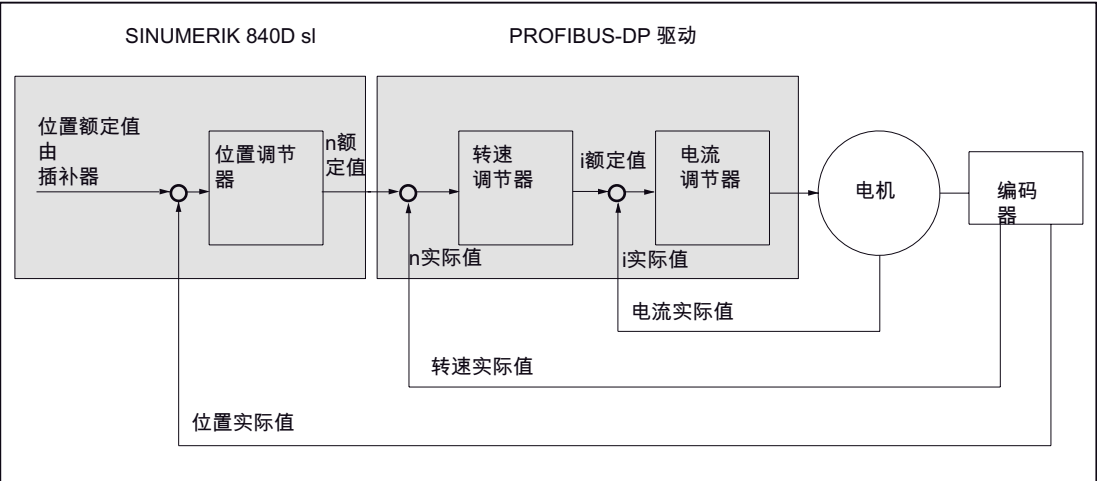 SINUMERIK 840D sl
PROFIBUS-DP 驱动
位置额定值
由
插补器
位置调节
器
n额
定值
转速
调节器
i额定值
电流
调节器
电机
编码
器
n实际值
i实际值
电流实际值
转速实际值
位置实际值